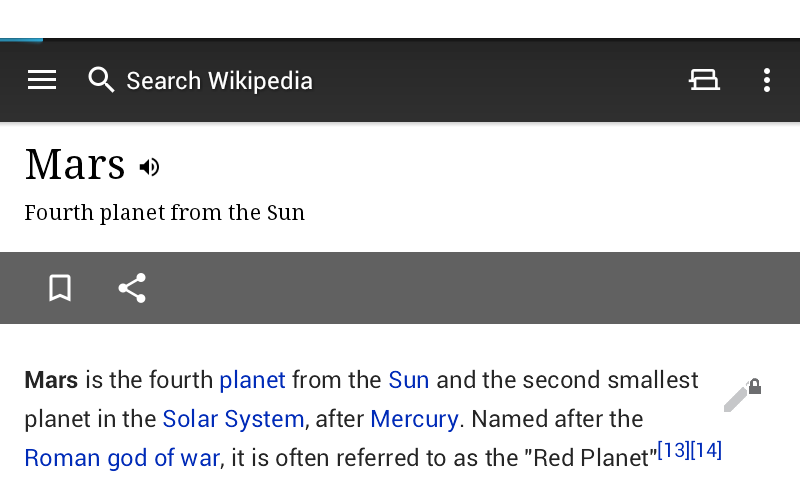 Search Wikipedia
Mars
Fourth planet from the Sun
Mars is the fourth planet from the Sun and the second smallest
planet in the Solar System, after Mercury. Named after the
Roman god of war, it is often referred to as the "Red Planet"[13][14]